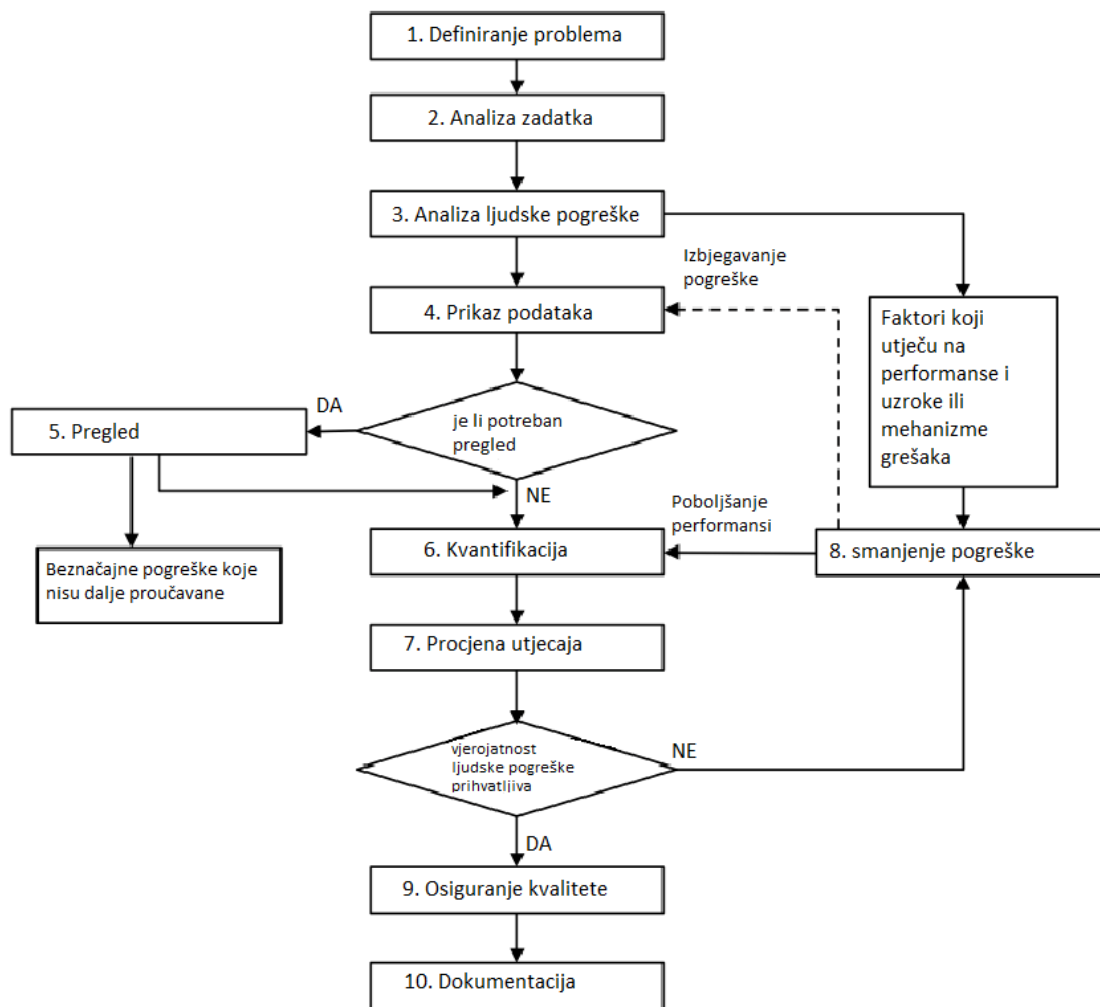 1. Definiranje problema
2. Analiza zadatka
3. Analiza ljudske pogreške
Izbjegavanje
pogreške
4. Prikaz podataka
Faktori koji
utječu na
performanse i
uzroke ili
mehanizme
grešaka
DA
5. Pregled
je li potreban
pregled
NE
Poboljšanje
performansi
6. Kvantifikacija
8. smanjenje pogreške
Beznačajne pogreške koje
nisu dalje proučavane
7. Procjena utjecaja
vjerojatnost
ljudske pogreške
prihvatljiva
NE
DA
9. Osiguranje kvalitete
10. Dokumentacija